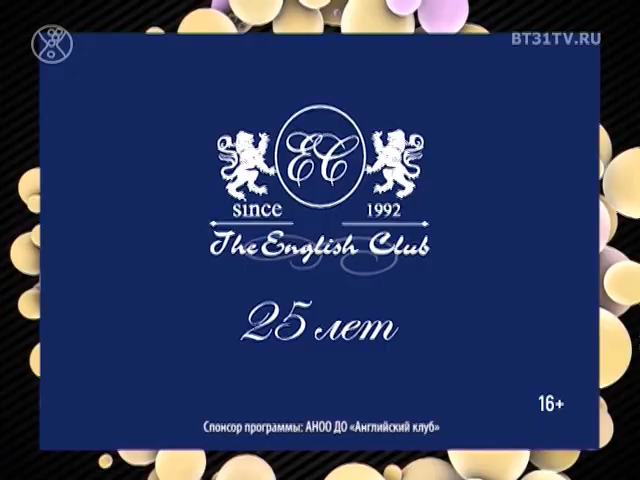 BT31TV.RU
EC
since 1992
The English Club
25 лет
16+
Спонсор программы: АНОО ДО «Английский клуб»